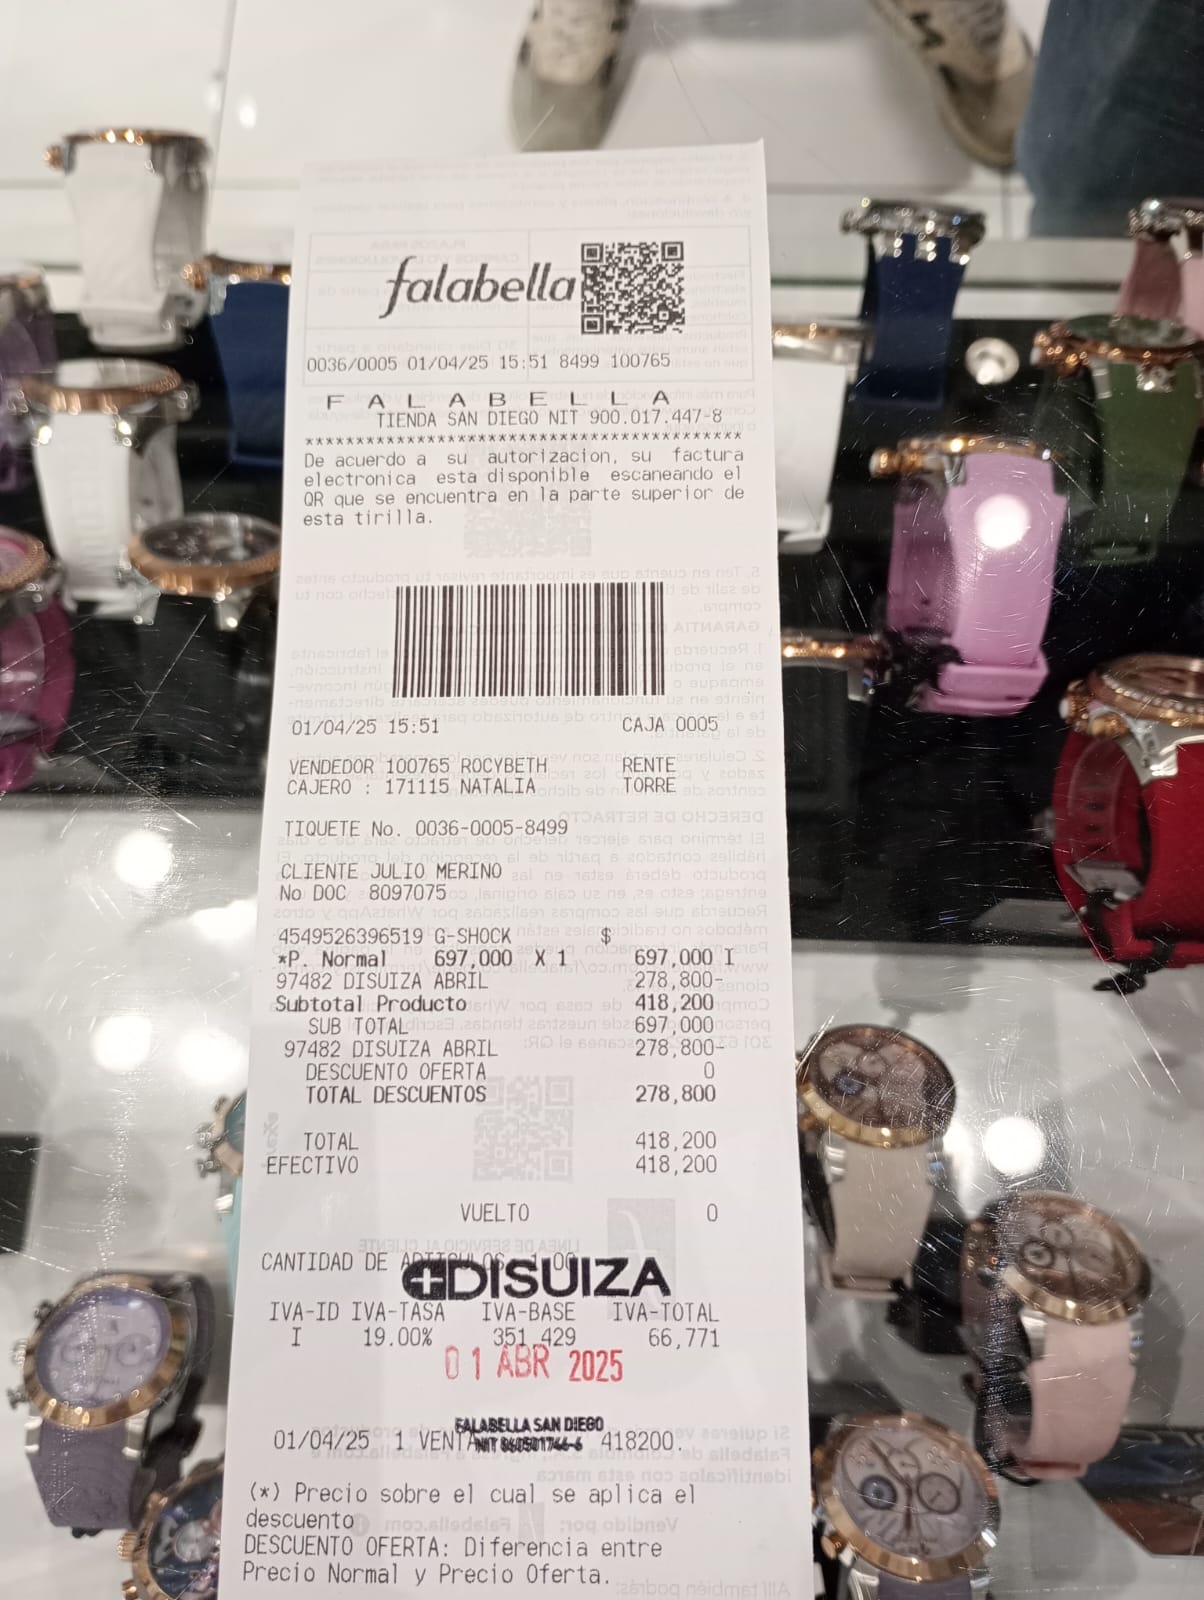 falabella
0036/0005 01/04/25 15:51 8499 100765
F A L A B E L L A
TIENDA SAN DIEGO NIT 900.017.447-8
*******************************************
De acuerdo a su autorizacion, su factura
electronica esta disponible escaneando el
QR que se encuentra en la parte superior de
esta tirilla.
01/04/25 15:51 CAJA 0005
VENDEDOR 100765 ROCYBETH RENTE
CAJERO : 171115 NATALIA TORRE
TIQUETE No. 0036-0005-8499
CLIENTE JULIO MERINO
No DOC 8097075
4549526396519 G-SHOCK $
*P. Normal 697,000 X 1 697,000 I
97482 DISUIZA ABRIL 278,800-
Subtotal Producto 418,200
SUB TOTAL 697,000
97482 DISUIZA ABRIL 278,800-
DESCUENTO OFERTA 0
TOTAL DESCUENTOS 278,800
TOTAL 418,200
EFECTIVO 418,200
VUELTO 0
CANTIDAD DE
DISUIZA
IVA-ID IVA-TASA IVA-BASE IVA-TOTAL
I 19.00% 351,429 66,771
01 ABR 2025
FALABELLA SAN DIEGO
NIT 860501746-6
01/04/25 1 VENTA 418200.
(*) Precio sobre el cual se aplica el
descuento
DESCUENTO OFERTA: Diferencia entre
Precio Normal y Precio Oferta.